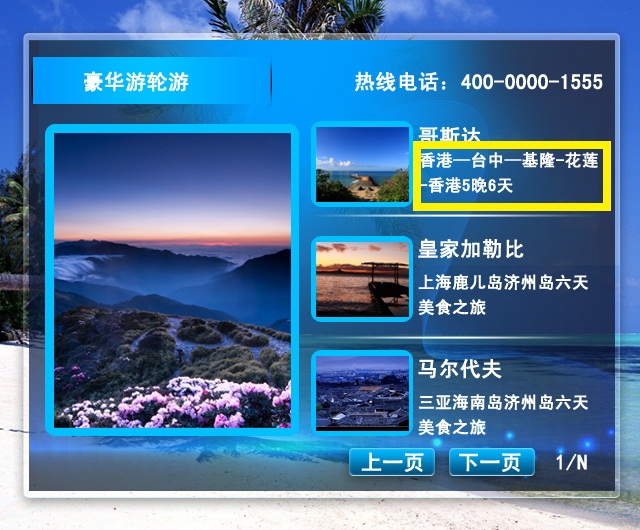 豪华游轮游
热线电话：400-0000-1555
哥斯达
香港—台中—基隆-花莲
-香港5晚6天
皇家加勒比
上海鹿儿岛济州岛六天
美食之旅
马尔代夫
三亚海南岛济州岛六天
美食之旅
上一页 下一页 1/N